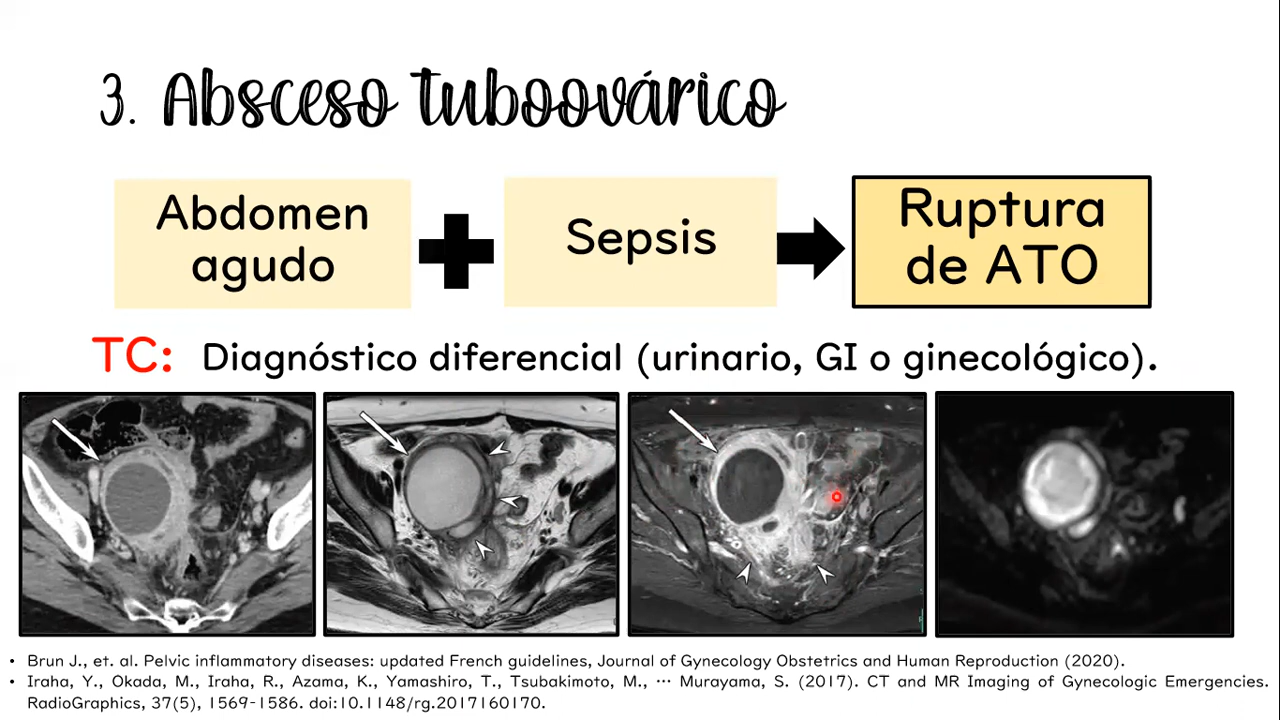 3. Absceso tuboovárico
Abdomen
agudo
Sepsis
Ruptura
de ATO
TC: Diagnóstico diferencial (urinario, GI o ginecológico).
• Brun J., et. al. Pelvic inflammatory diseases: updated French guidelines, Journal of Gynecology Obstetrics and Human Reproduction (2020).
• Iraha, Y., Okada, M., Iraha, R., Azama, K., Yamashiro, T., Tsubakimoto, M., … Murayama, S. (2017). CT and MR Imaging of Gynecologic Emergencies.
RadioGraphics, 37(5), 1569-1586. doi:10.1148/rg.2017160170.